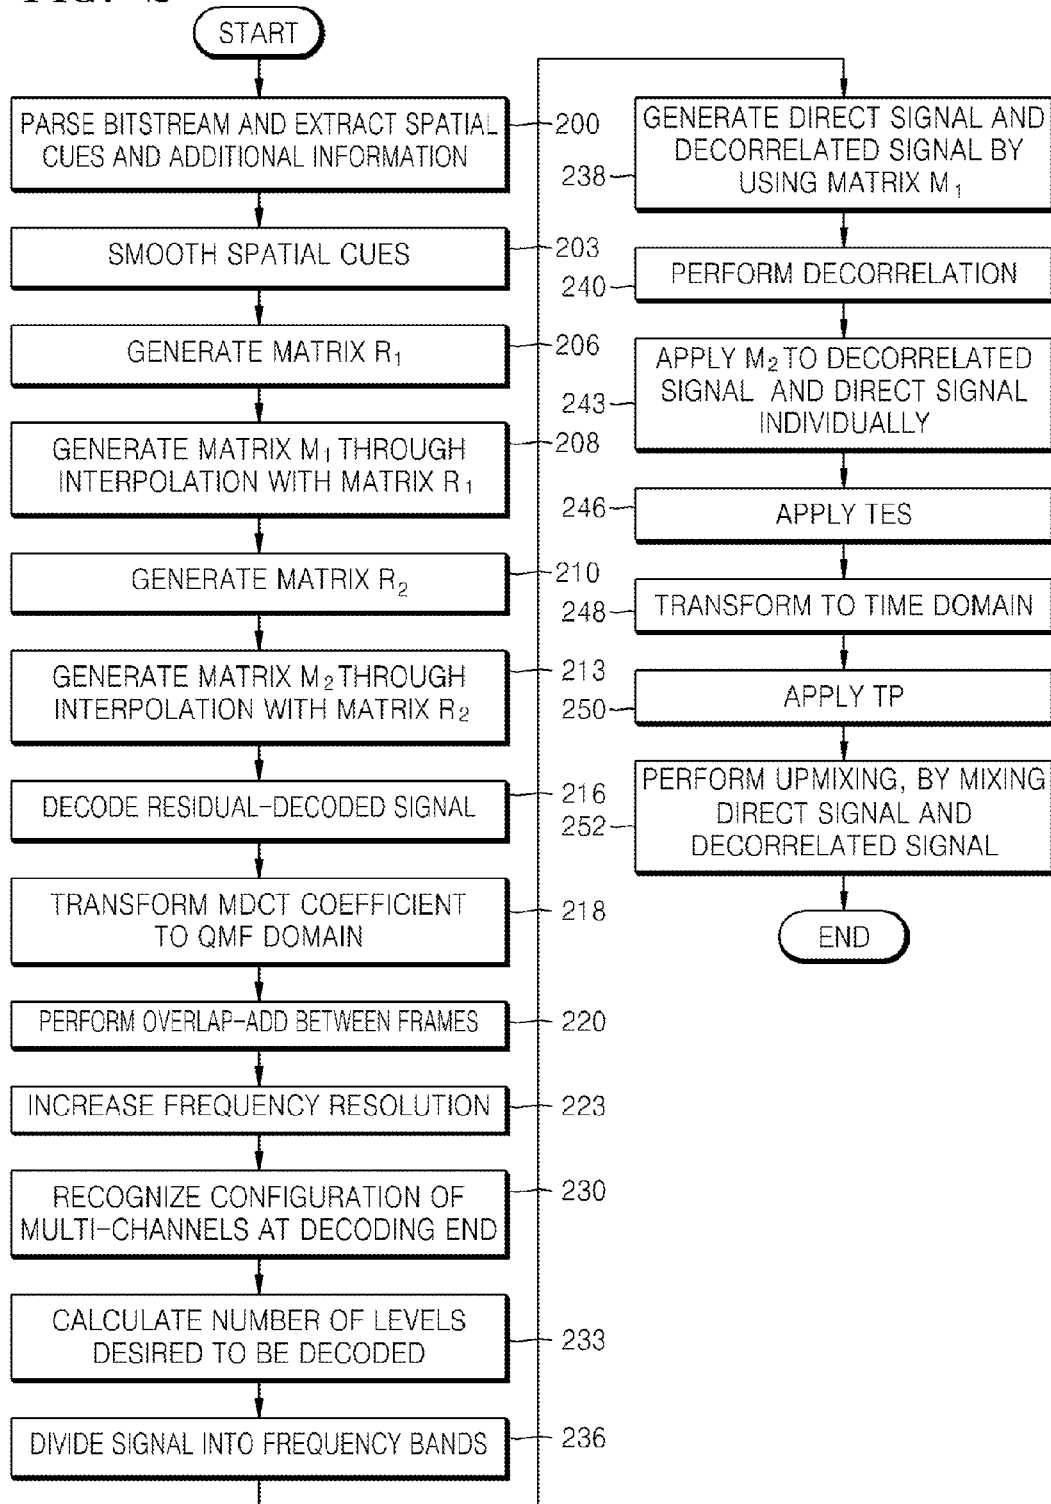 START
PARSE BITSTREAM AND EXTRACT SPATIAL
CUES AND ADDITIONAL INFORMATION
200
SMOOTH SPATIAL CUES
203
GENERATE MATRIX R1
206
GENERATE MATRIX M1 THROUGH
INTERPOLATION WITH MATRIX R1
208
GENERATE MATRIX R2
210
GENERATE MATRIX M2 THROUGH
INTERPOLATION WITH MATRIX R2
213
DECODE RESIDUAL-DECODED SIGNAL
216
TRANSFORM MDCT COEFFICIENT
TO QMF DOMAIN
218
PERFORM OVERLAP-ADD BETWEEN FRAMES
220
INCREASE FREQUENCY RESOLUTION
223
RECOGNIZE CONFIGURATION OF
MULTI-CHANNELS AT DECODING END
230
CALCULATE NUMBER OF LEVELS
DESIRED TO BE DECODED
233
DIVIDE SIGNAL INTO FREQUENCY BANDS
236
GENERATE DIRECT SIGNAL AND
DECORRELATED SIGNAL BY
USING MATRIX M1
238
PERFORM DECORRELATION
240
APPLY M2 TO DECORRELATED
SIGNAL AND DIRECT SIGNAL
INDIVIDUALLY
243
APPLY TES
246
TRANSFORM TO TIME DOMAIN
248
APPLY TP
250
PERFORM UPMIXING, BY MIXING
DIRECT SIGNAL AND
DECORRELATED SIGNAL
252
END